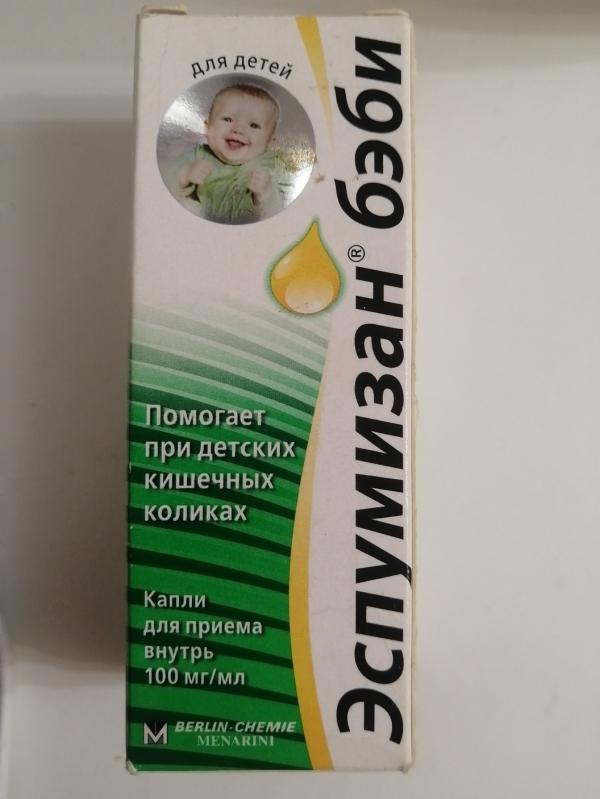 для детей
Эспумизан® бэби
Помогает
при детских
кишечных
коликах
Капли
для приема
внутрь
100 мг/мл
BERLIN-CHEMIE
MENARINI